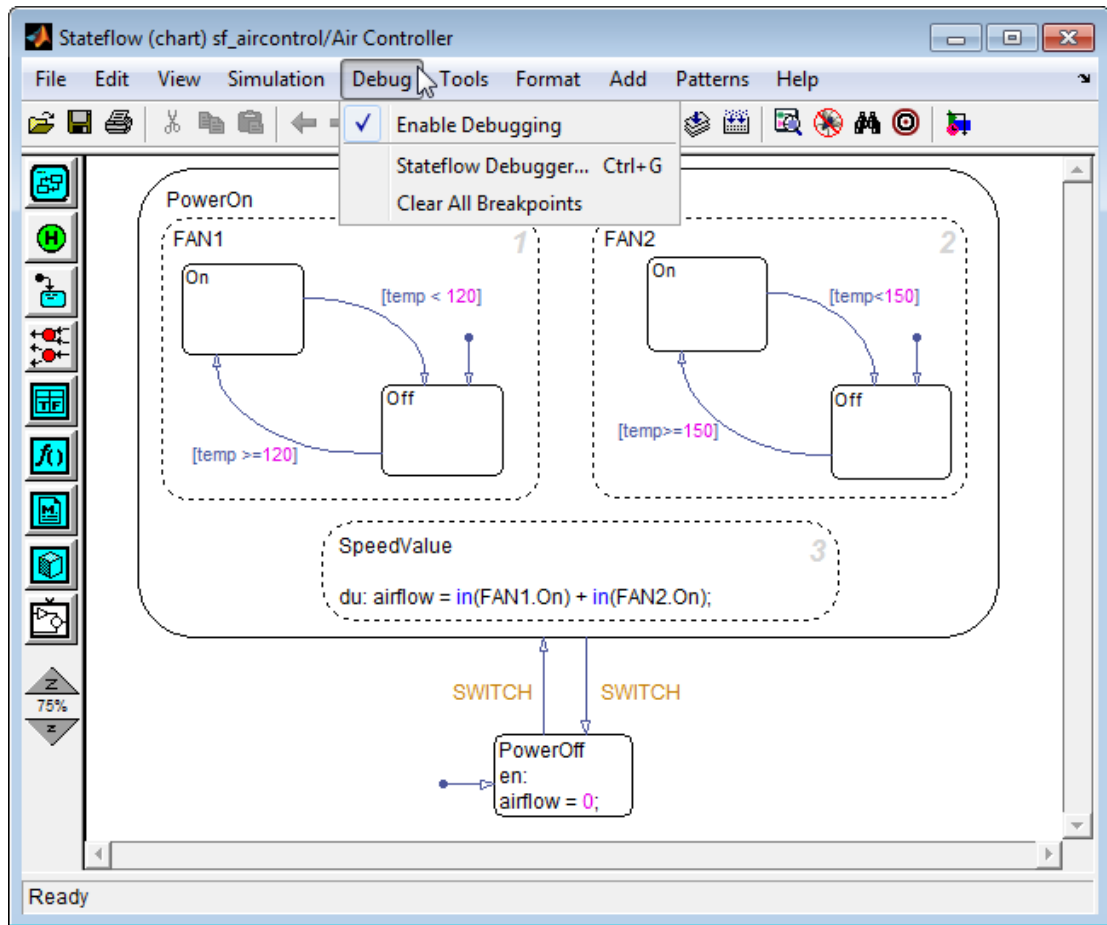 Stateflow (chart) sf_aircontrol/Air Controller
File Edit View Simulation Debug Tools Format Add Patterns Help
Enable Debugging
Stateflow Debugger... Ctrl+G
Clear All Breakpoints
PowerOn
FAN1 1
On
[temp < 120]
Off
[temp >=120]
FAN2 2
On
[temp<150]
Off
[temp>=150]
SpeedValue 3
du: airflow = in(FAN1.On) + in(FAN2.On);
SWITCH SWITCH
PowerOff
en:
airflow = 0;
H
TF
f()
M
Z
75%
z
Ready